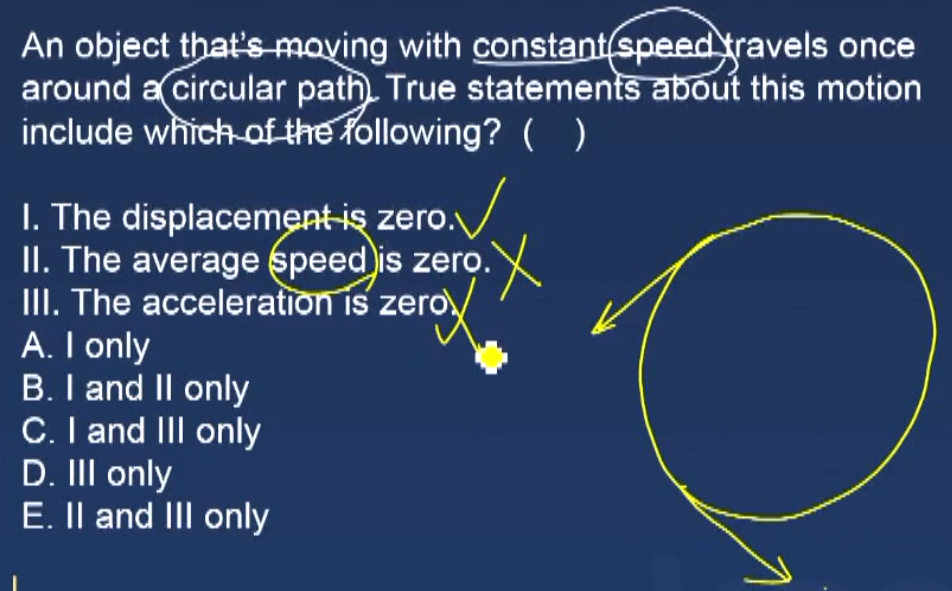 An object that's moving with constant speed travels once
around a circular path. True statements about this motion
include which of the following? (   )
I. The displacement is zero.
II. The average speed is zero.
III. The acceleration is zero.
A. I only
B. I and II only
C. I and III only
D. III only
E. II and III only